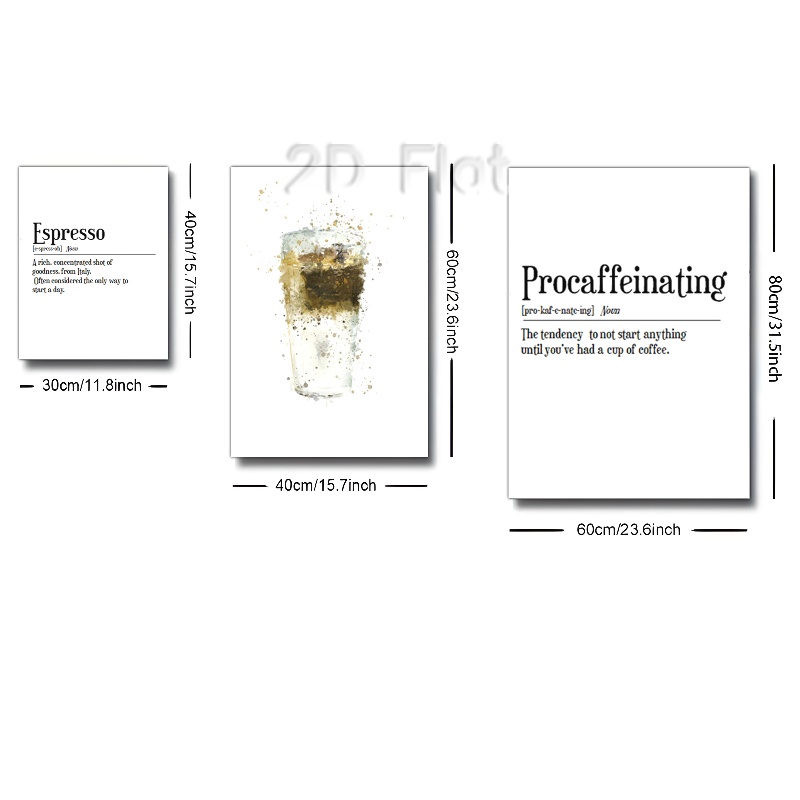 2D Flat
Espresso
[e-spress-oh] Noun
A rich, concentrated shot of
goodness, from Italy.
Often considered the only way to
start a day.
40cm/15.7inch
30cm/11.8inch
60cm/23.6inch
40cm/15.7inch
Procaffeinating
[pro-kaf-e-nate-ing] Noun
The tendency to not start anything
until you've had a cup of coffee.
80cm/31.5inch
60cm/23.6inch